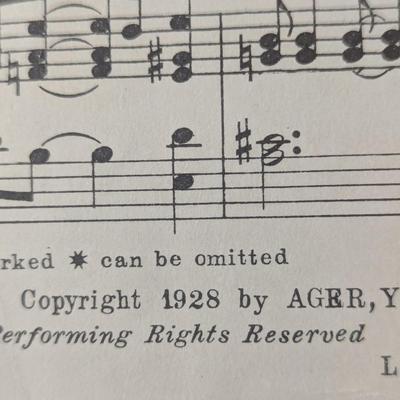 rked ✷ can be omitted
Copyright 1928 by AGER, Y
Performing Rights Reserved
L